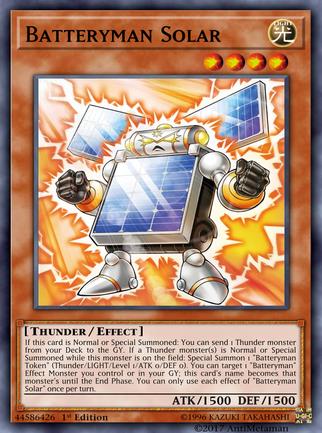 Batteryman Solar
LIGHT
光
[Thunder / Effect]
If this card is Normal or Special Summoned: You can send 1 Thunder monster
from your Deck to the GY. If a Thunder monster(s) is Normal or Special
Summoned while this monster is on the field: Special Summon 1 "Batteryman
Token" (Thunder/LIGHT/Level 1/ATK 0/DEF 0). You can target 1 "Batteryman"
Effect Monster you control or in your GY; this card's name becomes that
monster's until the End Phase. You can only use each effect of "Batteryman
Solar" once per turn.
ATK/1500 DEF/1500
44586426 1st Edition ©1996 KAZUKI TAKAHASHI
©2017 AntiMetaman